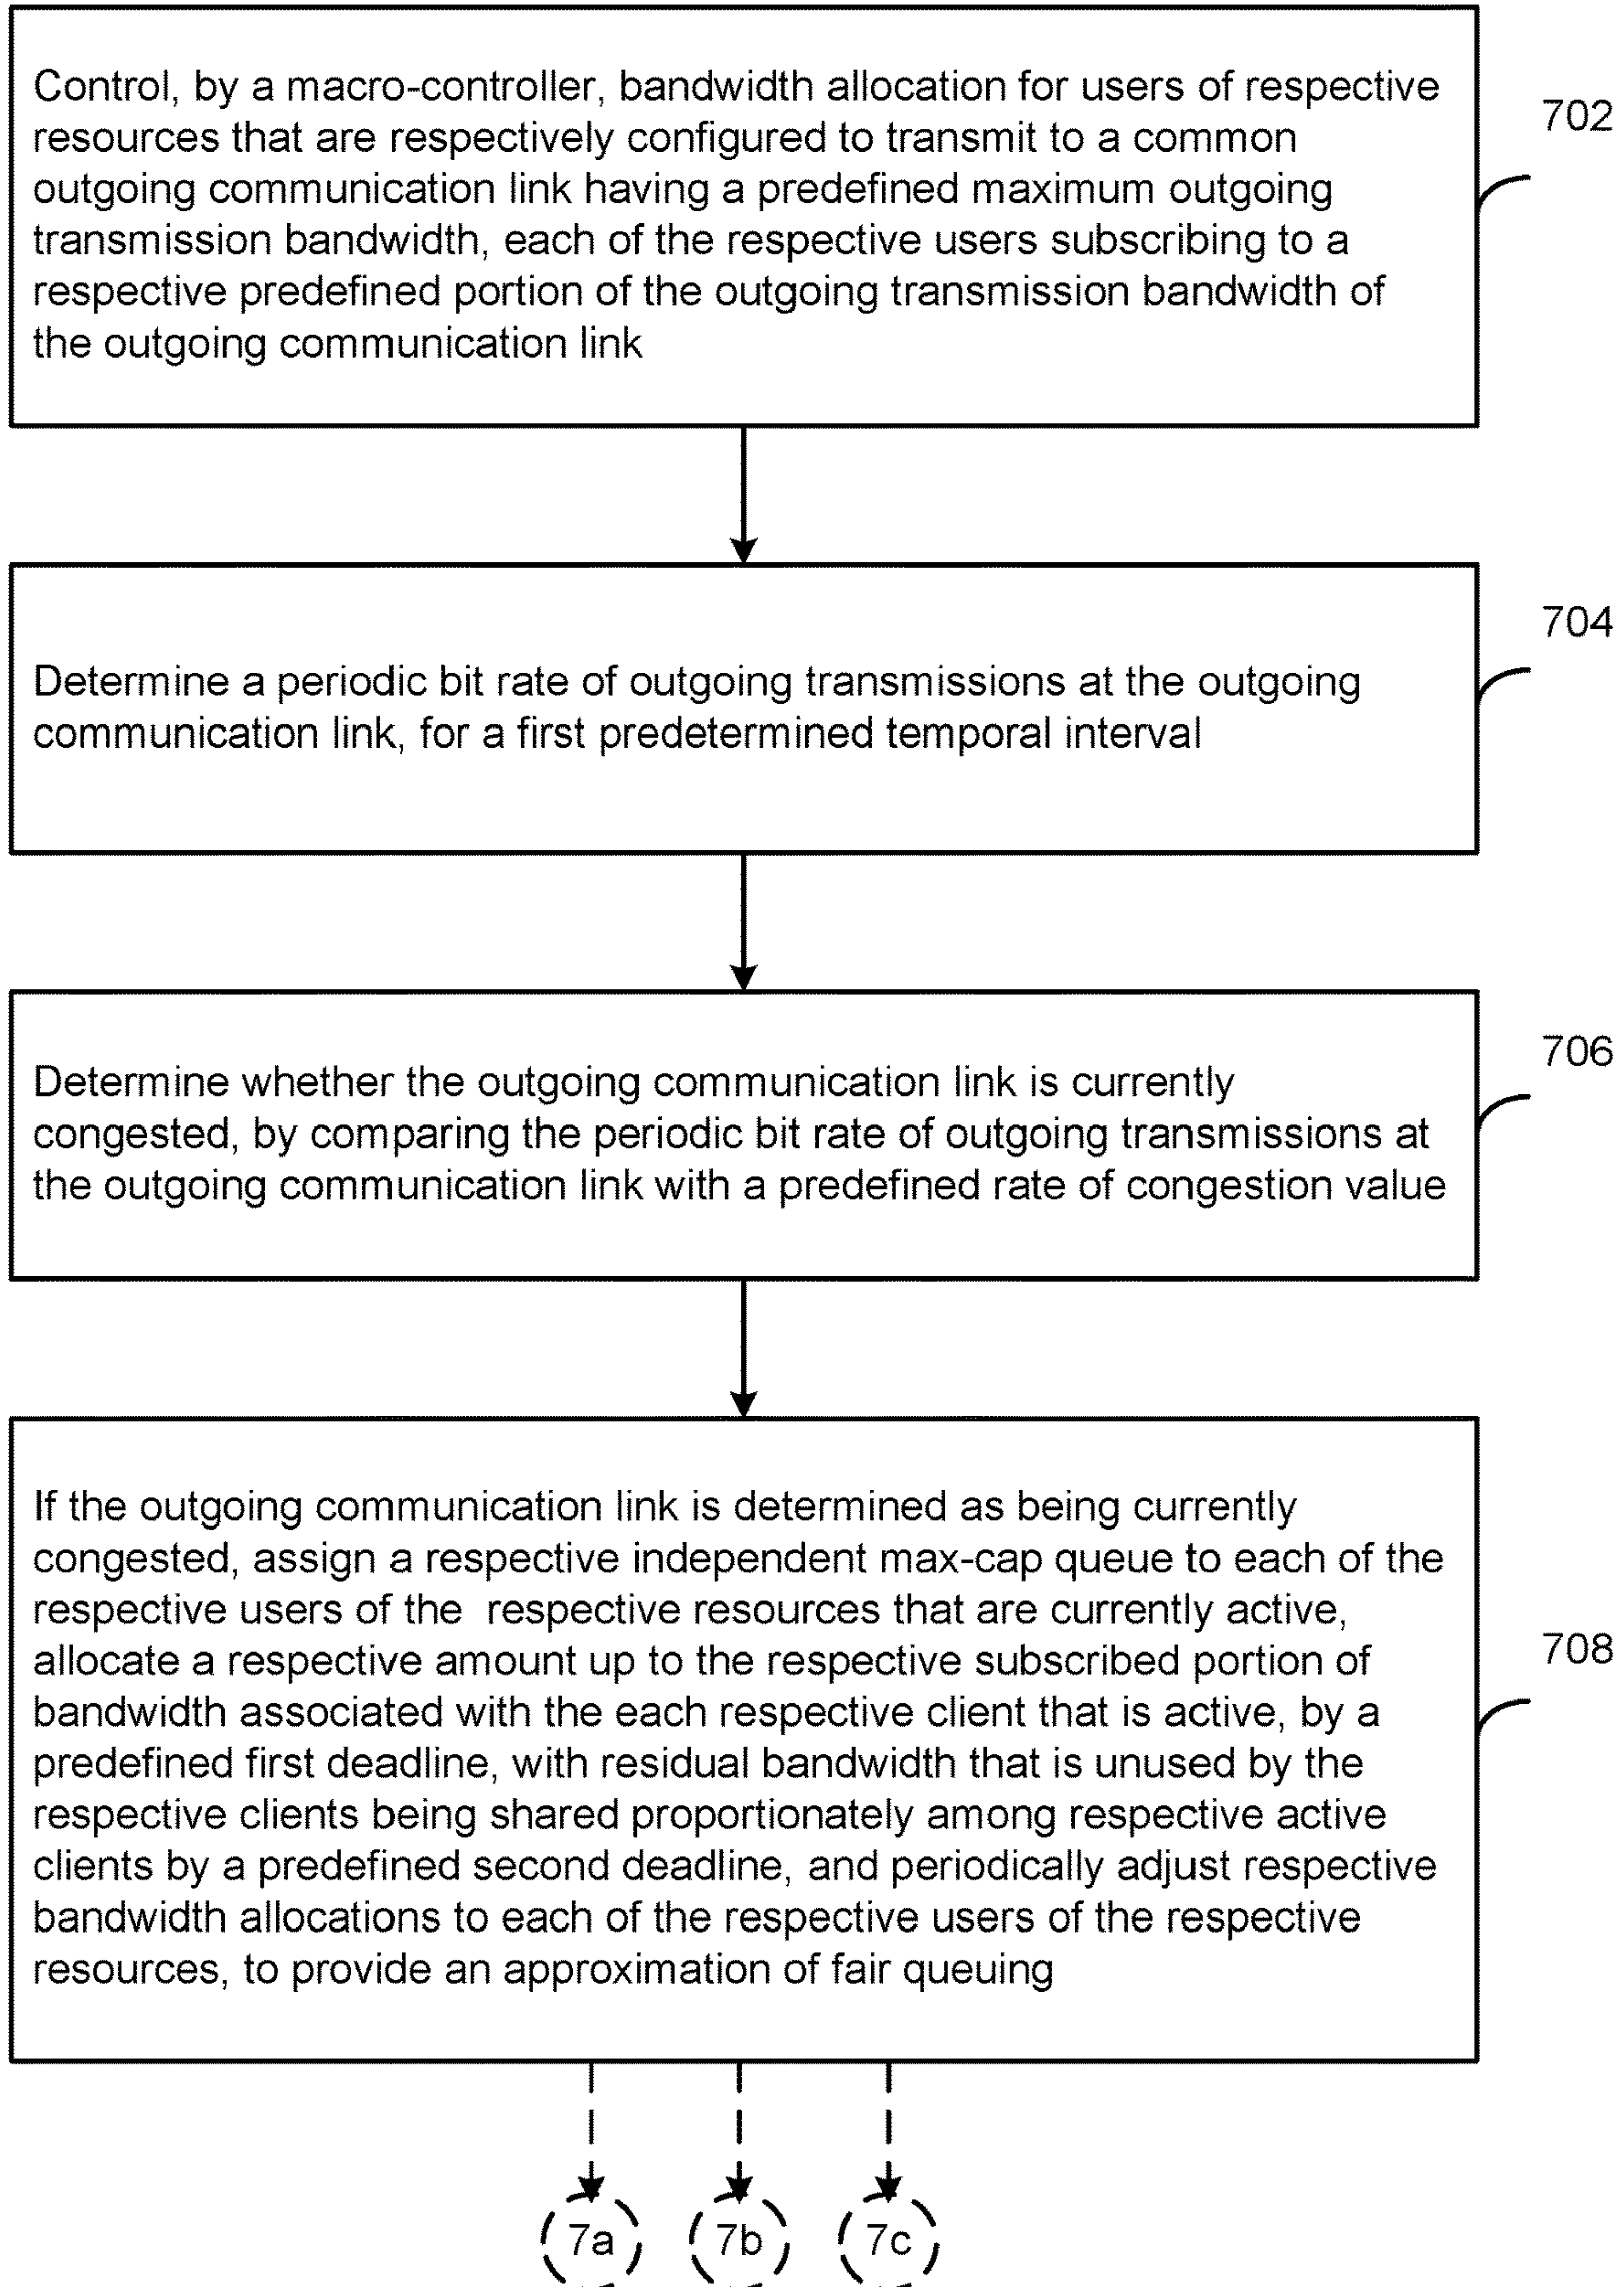 Control, by a macro-controller, bandwidth allocation for users of respective
resources that are respectively configured to transmit to a common
outgoing communication link having a predefined maximum outgoing
transmission bandwidth, each of the respective users subscribing to a
respective predefined portion of the outgoing transmission bandwidth of
the outgoing communication link
702
Determine a periodic bit rate of outgoing transmissions at the outgoing
communication link, for a first predetermined temporal interval
704
Determine whether the outgoing communication link is currently
congested, by comparing the periodic bit rate of outgoing transmissions at
the outgoing communication link with a predefined rate of congestion value
706
If the outgoing communication link is determined as being currently
congested, assign a respective independent max-cap queue to each of the
respective users of the respective resources that are currently active,
allocate a respective amount up to the respective subscribed portion of
bandwidth associated with the each respective client that is active, by a
predefined first deadline, with residual bandwidth that is unused by the
respective clients being shared proportionately among respective active
clients by a predefined second deadline, and periodically adjust respective
bandwidth allocations to each of the respective users of the respective
resources, to provide an approximation of fair queuing
708
7a 7b 7c